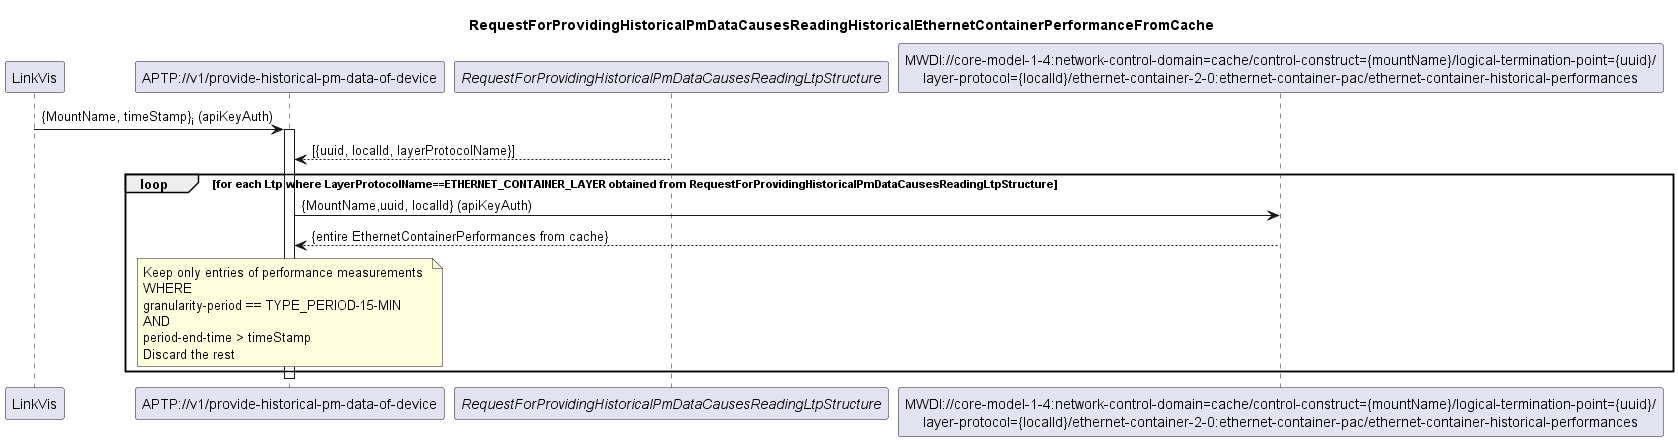 RequestForProvidingHistoricalPmDataCausesReadingHistoricalEthernetContainerPerformanceFromCache
LinkVis
APTP://v1/provide-historical-pm-data-of-device
RequestForProvidingHistoricalPmDataCausesReadingLtpStructure
MWDI://core-model-1-4:network-control-domain=cache/control-construct={mountName}/logical-termination-point={uuid}/
layer-protocol={localId}/ethernet-container-2-0:ethernet-container-pac/ethernet-container-historical-performances
{MountName, timeStamp}i (apiKeyAuth)
[{uuid, localId, layerProtocolName}]
loop
[for each Ltp where LayerProtocolName==ETHERNET_CONTAINER_LAYER obtained from RequestForProvidingHistoricalPmDataCausesReadingLtpStructure]
{MountName,uuid, localId} (apiKeyAuth)
{entire EthernetContainerPerformances from cache}
Keep only entries of performance measurements
WHERE
granularity-period == TYPE_PERIOD-15-MIN
AND
period-end-time > timeStamp
Discard the rest
LinkVis
APTP://v1/provide-historical-pm-data-of-device
RequestForProvidingHistoricalPmDataCausesReadingLtpStructure
MWDI://core-model-1-4:network-control-domain=cache/control-construct={mountName}/logical-termination-point={uuid}/
layer-protocol={localId}/ethernet-container-2-0:ethernet-container-pac/ethernet-container-historical-performances